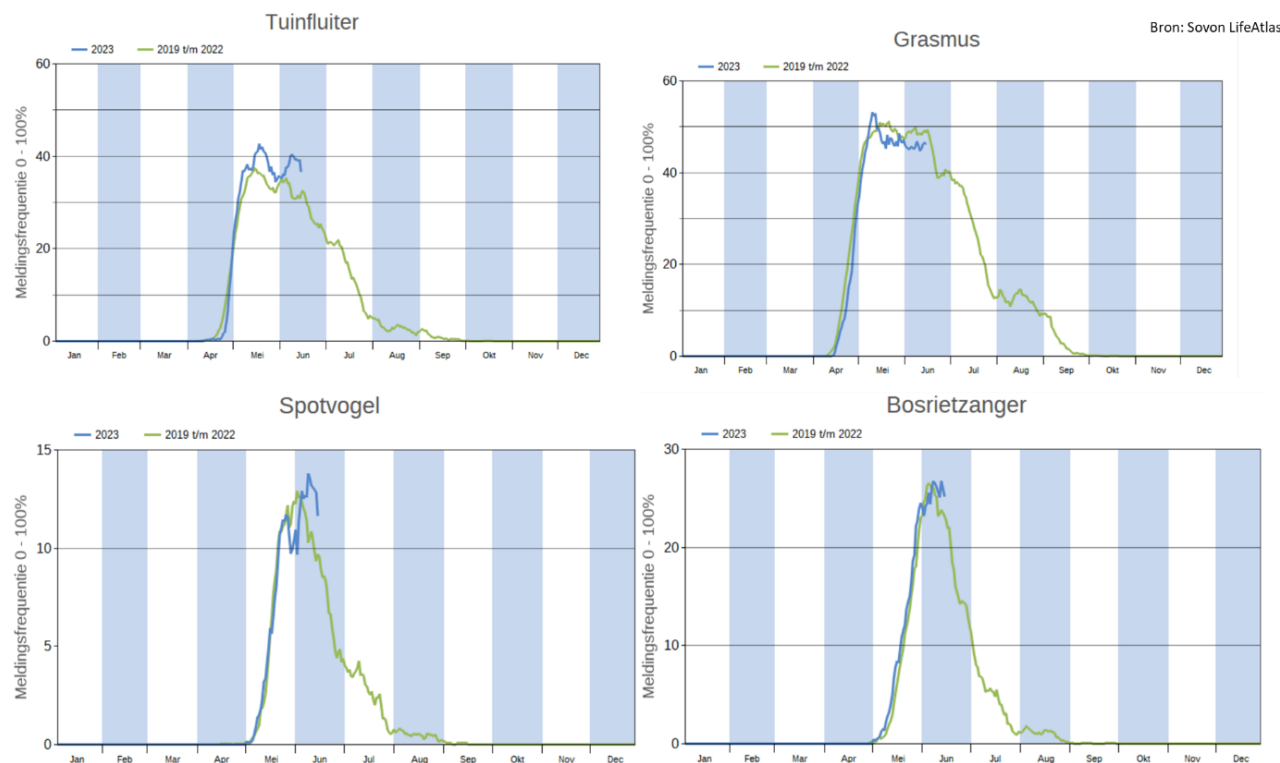 Bron: Sovon LifeAtlas
Tuinfluiter
2023 2019 t/m 2022
Meldingsfrequentie 0 - 100%
60
40
20
0
Jan Feb Mar Apr Mei Jun Jul Aug Sep Okt Nov Dec
Grasmus
2023 2019 t/m 2022
Meldingsfrequentie 0 - 100%
60
40
20
0
Jan Feb Mar Apr Mei Jun Jul Aug Sep Okt Nov Dec
Spotvogel
2023 2019 t/m 2022
Meldingsfrequentie 0 - 100%
15
10
5
0
Jan Feb Mar Apr Mei Jun Jul Aug Sep Okt Nov Dec
Bosrietzanger
2023 2019 t/m 2022
Meldingsfrequentie 0 - 100%
30
20
10
0
Jan Feb Mar Apr Mei Jun Jul Aug Sep Okt Nov Dec